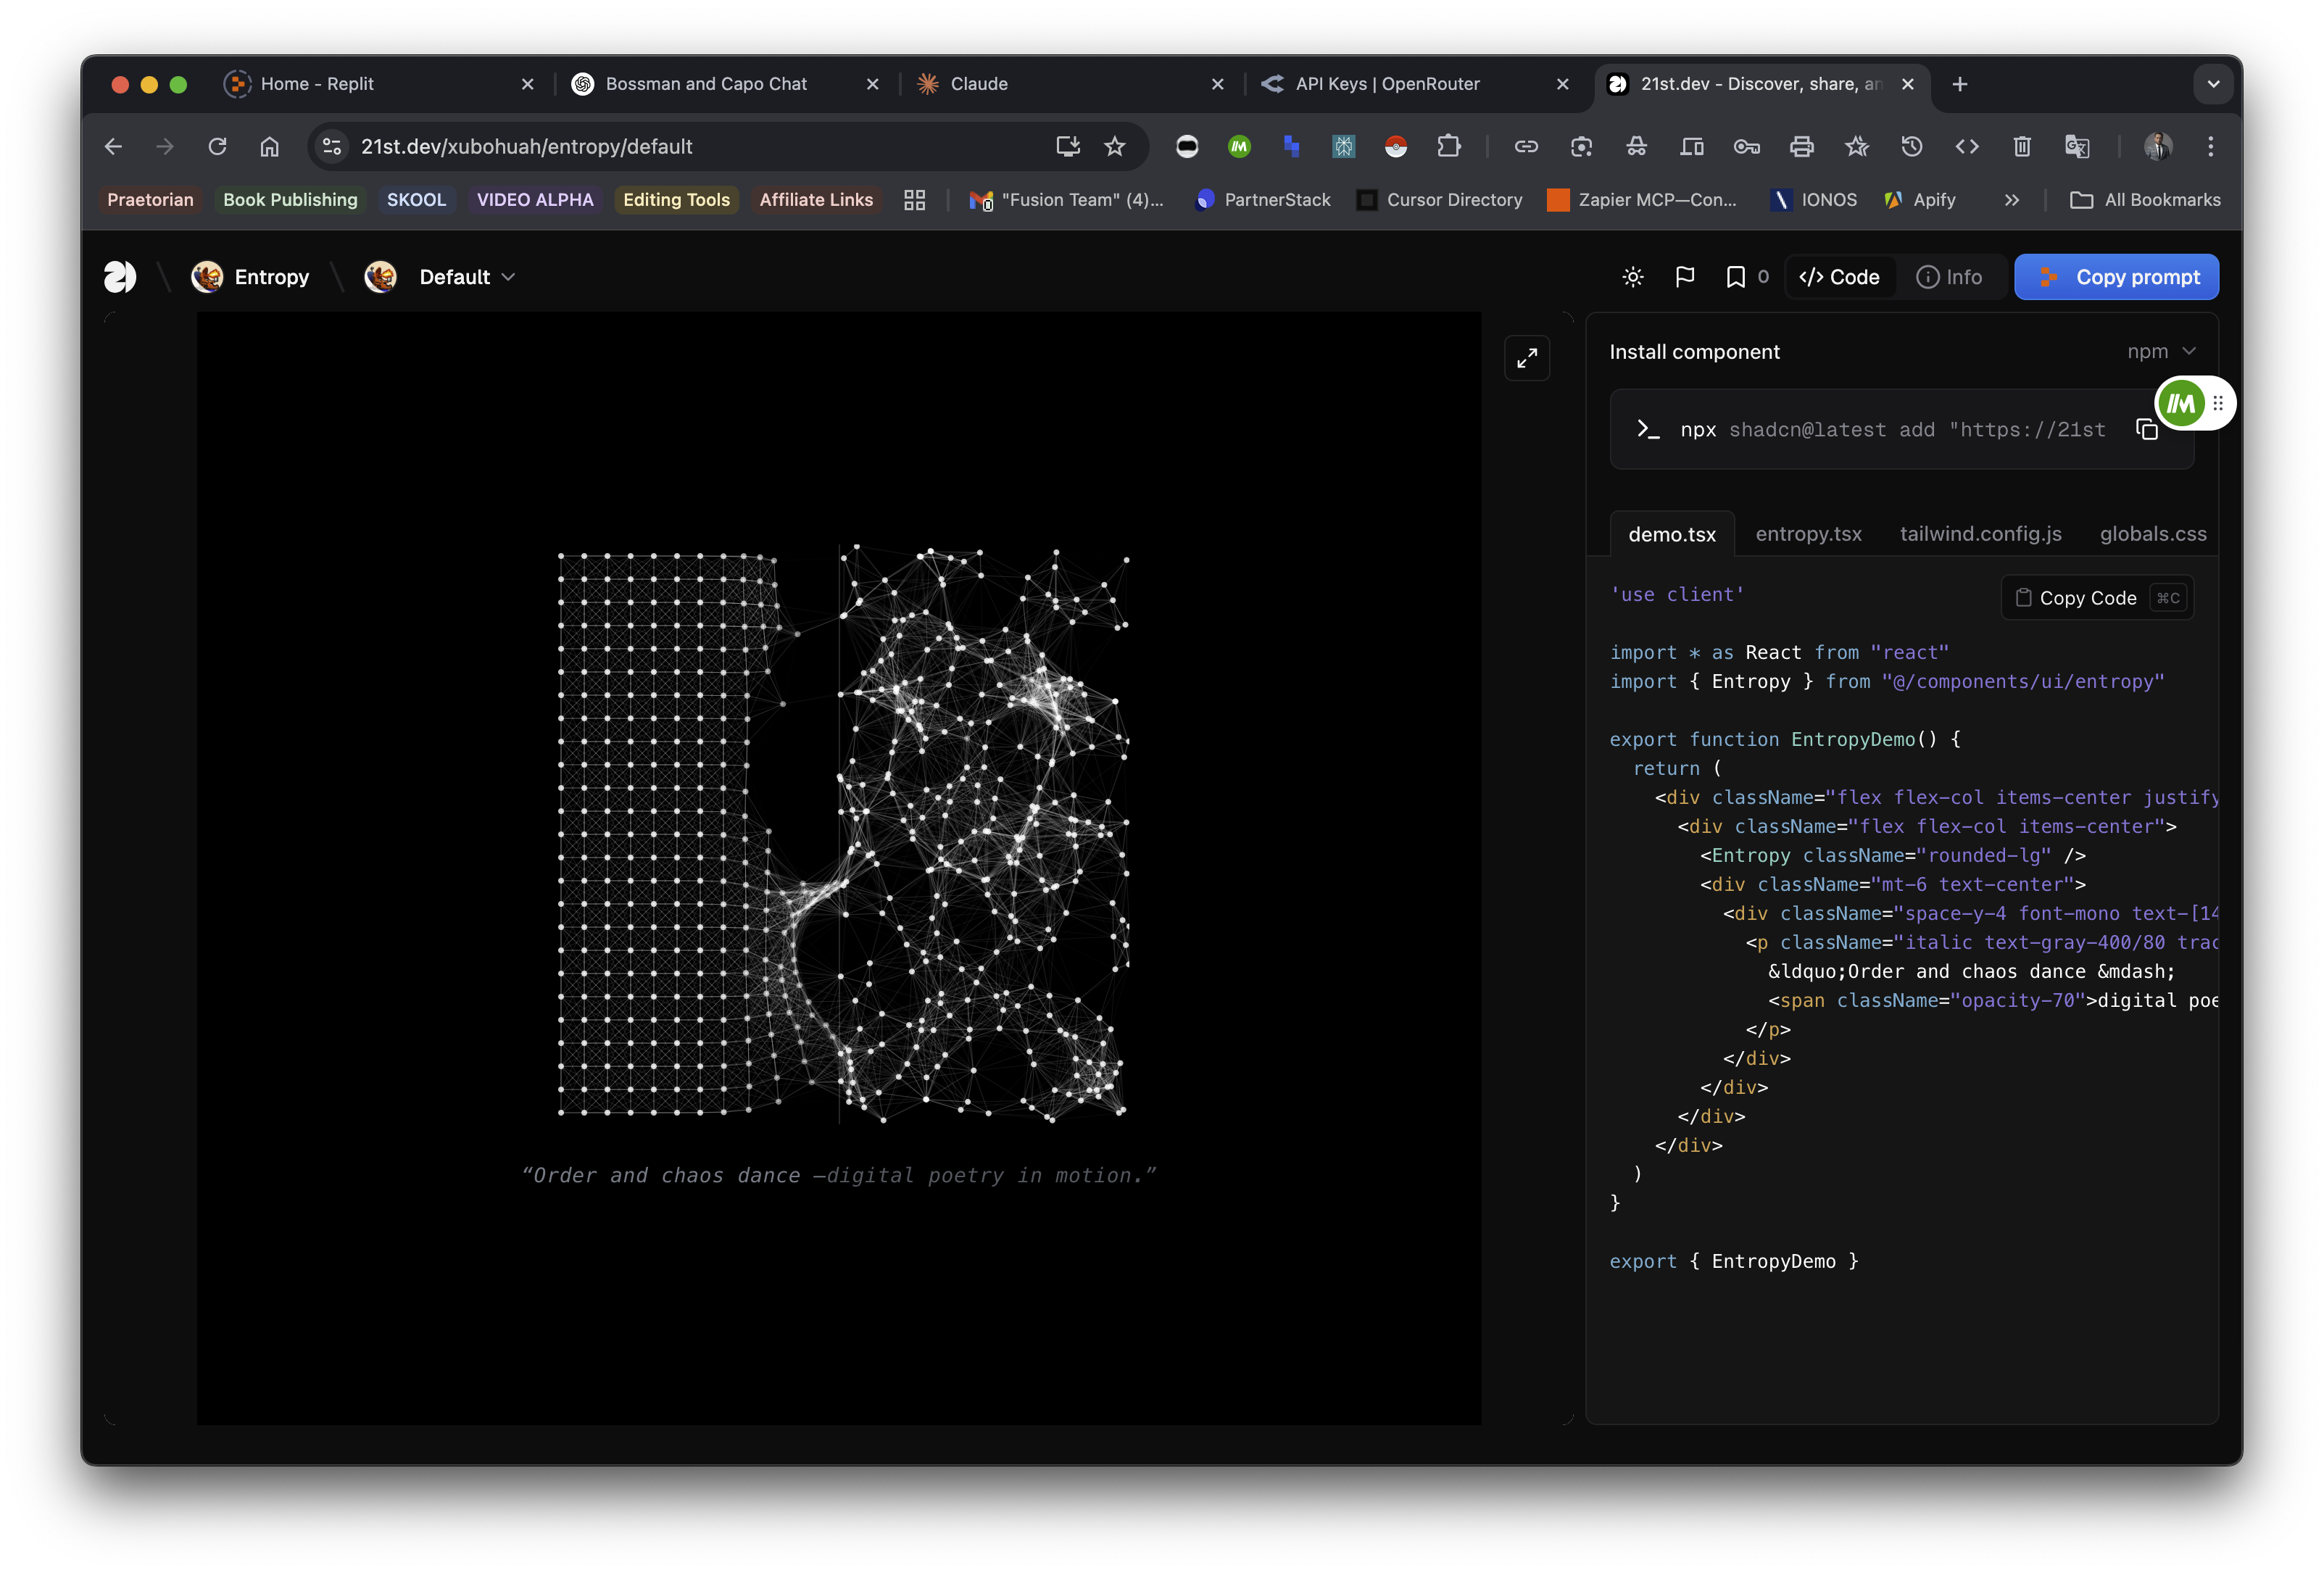 Home - Replit
Bossman and Capo Chat
Claude
API Keys | OpenRouter
21st.dev - Discover, share, an
21st.dev/xubohuah/entropy/default
Praetorian
Book Publishing
SKOOL
VIDEO ALPHA
Editing Tools
Affiliate Links
"Fusion Team" (4)...
PartnerStack
Cursor Directory
Zapier MCP—Con...
IONOS
Apify
All Bookmarks
Entropy
Default
0
Code
Info
Copy prompt
Install component
npm
npx shadcn@latest add "https://21st
demo.tsx
entropy.tsx
tailwind.config.js
globals.css
Copy Code ⌘C
'use client'
import * as React from "react"
import { Entropy } from "@/components/ui/entropy"
export function EntropyDemo() {
return (
<div className="flex flex-col items-center justify
<div className="flex flex-col items-center">
<Entropy className="rounded-lg" />
<div className="mt-6 text-center">
<div className="space-y-4 font-mono text-[14
<p className="italic text-gray-400/80 trac
&ldquo;Order and chaos dance &mdash;
<span className="opacity-70">digital poe
</p>
</div>
</div>
</div>
</div>
)
}
export { EntropyDemo }
“Order and chaos dance —digital poetry in motion.”